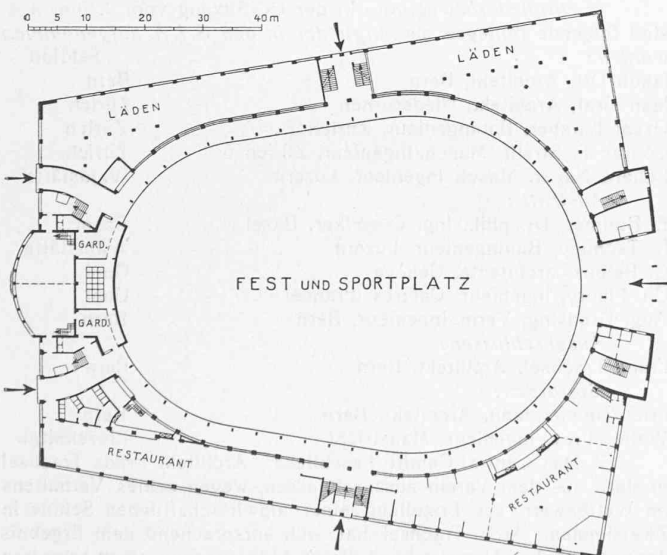 0 5 10 20 30 40 m
LÄDEN
LÄDEN
GARD.
FEST UND SPORTPLATZ
GARD.
RESTAURANT
RESTAURANT